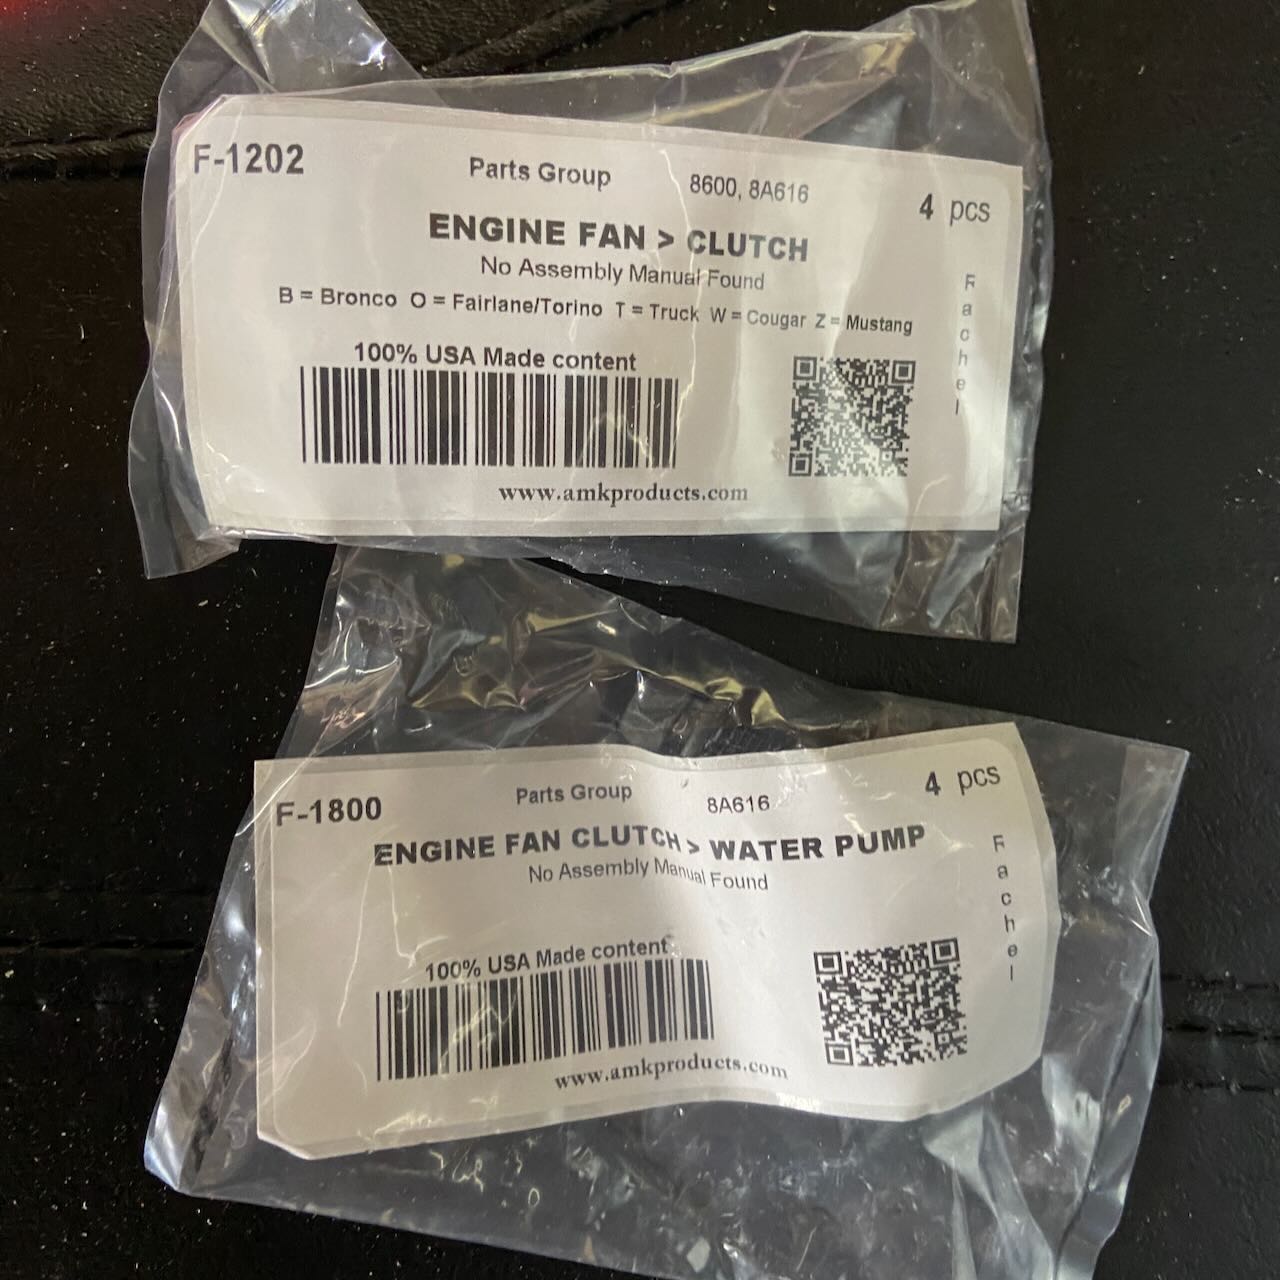 F-1202 Parts Group 8600, 8A616 4 pcs
ENGINE FAN > CLUTCH
No Assembly Manual Found
B = Bronco O = Fairlane/Torino T = Truck W = Cougar Z = Mustang
100% USA Made content
www.amkproducts.com
Rachel
F-1800 Parts Group 8A616 4 pcs
ENGINE FAN CLUTCH > WATER PUMP
No Assembly Manual Found
100% USA Made content
www.amkproducts.com
Rachel